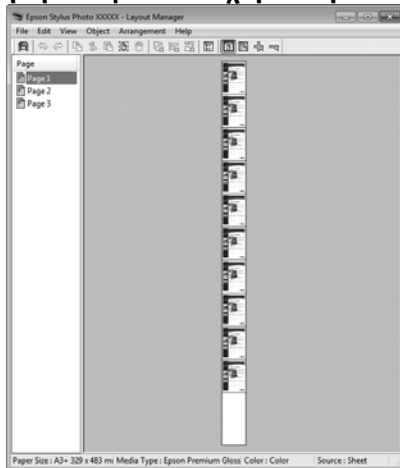 Epson Stylus Photo XXXXX - Layout Manager
File Edit View Object Arrangement Help
Page
Page 1
Page 2
Page 3
Paper Size : A3+ 329 x 483 mi Media Type : Epson Premium Gloss Color : Color Source : Sheet